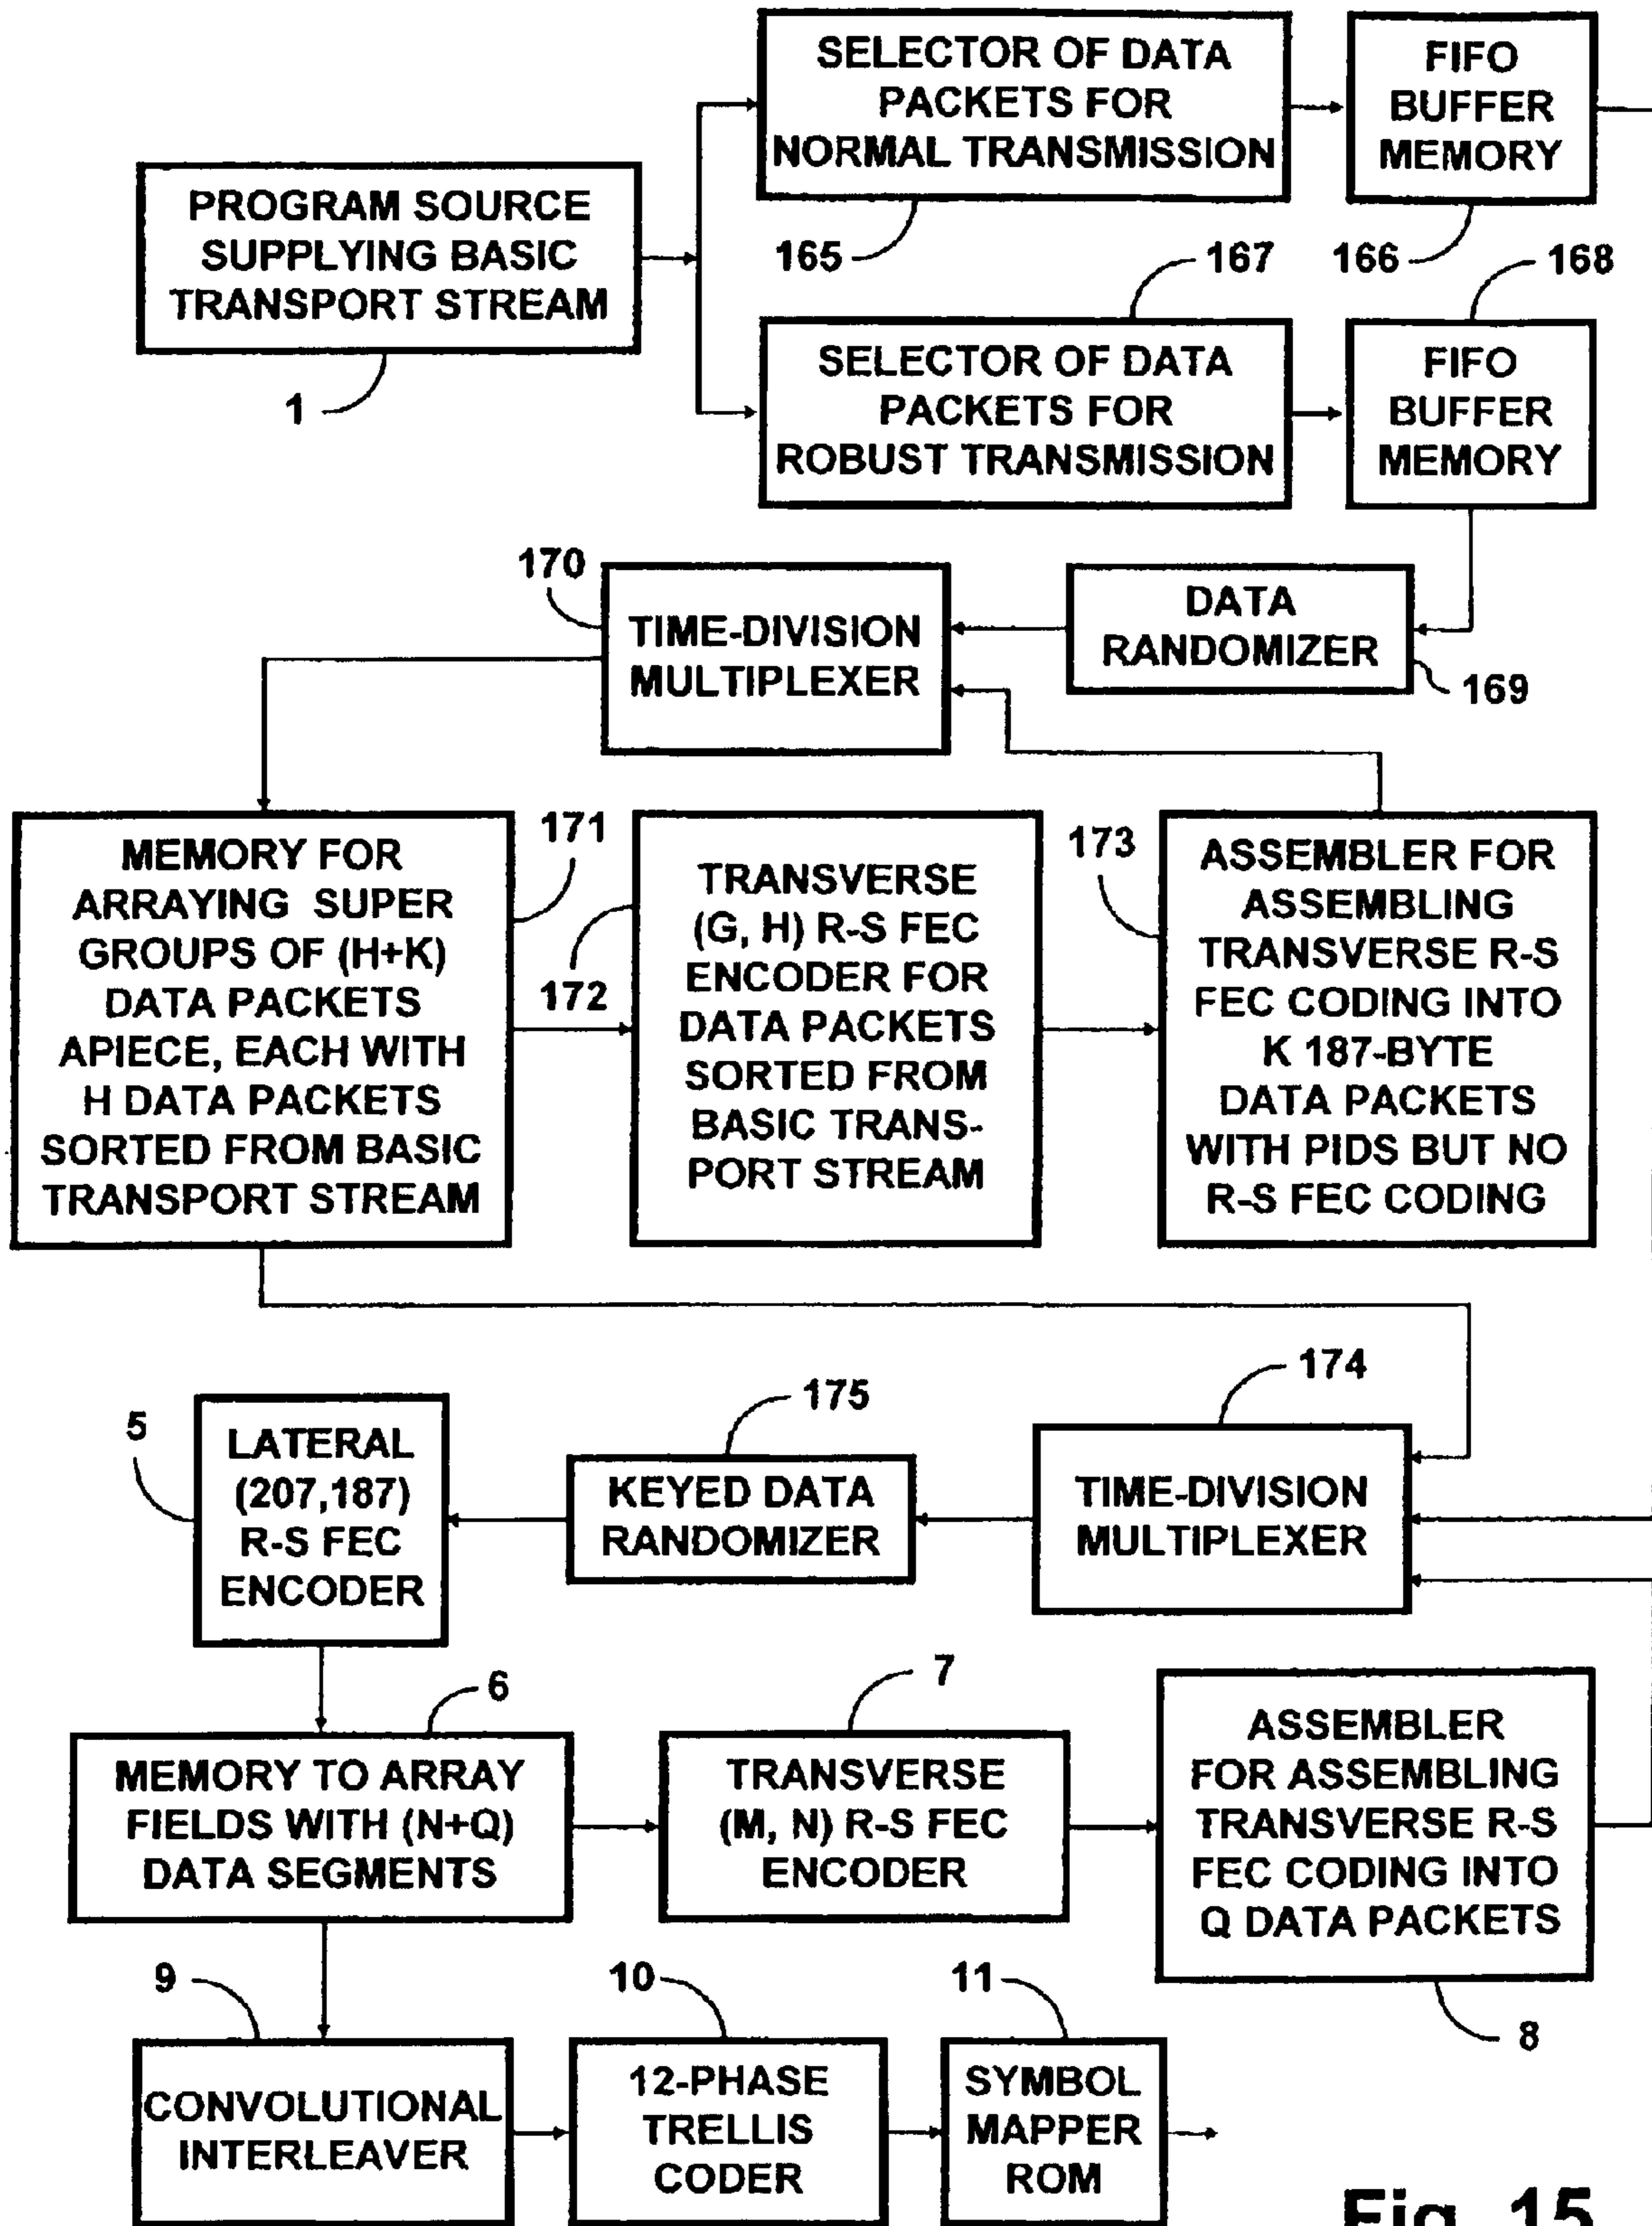 SELECTOR OF DATA
PACKETS FOR
NORMAL TRANSMISSION
FIFO
BUFFER
MEMORY
PROGRAM SOURCE
SUPPLYING BASIC
TRANSPORT STREAM
165
167
166
168
1
SELECTOR OF DATA
PACKETS FOR
ROBUST TRANSMISSION
FIFO
BUFFER
MEMORY
170
TIME-DIVISION
MULTIPLEXER
DATA
RANDOMIZER
169
MEMORY FOR
ARRAYING SUPER
GROUPS OF (H+K)
DATA PACKETS
APIECE, EACH WITH
H DATA PACKETS
SORTED FROM BASIC
TRANSPORT STREAM
171
172
TRANSVERSE
(G, H) R-S FEC
ENCODER FOR
DATA PACKETS
SORTED FROM
BASIC TRANS-
PORT STREAM
173
ASSEMBLER FOR
ASSEMBLING
TRANSVERSE R-S
FEC CODING INTO
K 187-BYTE
DATA PACKETS
WITH PIDS BUT NO
R-S FEC CODING
5
LATERAL
(207,187)
R-S FEC
ENCODER
175
KEYED DATA
RANDOMIZER
174
TIME-DIVISION
MULTIPLEXER
6
MEMORY TO ARRAY
FIELDS WITH (N+Q)
DATA SEGMENTS
7
TRANSVERSE
(M, N) R-S FEC
ENCODER
ASSEMBLER
FOR ASSEMBLING
TRANSVERSE R-S
FEC CODING INTO
Q DATA PACKETS
8
9
CONVOLUTIONAL
INTERLEAVER
10
12-PHASE
TRELLIS
CODER
11
SYMBOL
MAPPER
ROM
Fig. 15